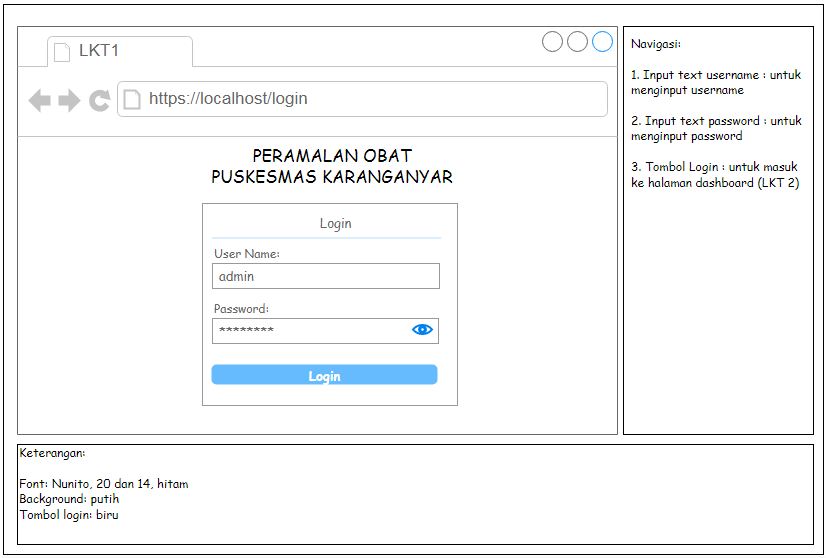 LKT1
https://localhost/login
PERAMALAN OBAT
PUSKESMAS KARANGANYAR
Login
User Name:
admin
Password:
********
Login
Navigasi:
1. Input text username : untuk
menginput username
2. Input text password : untuk
menginput password
3. Tombol Login : untuk masuk
ke halaman dashboard (LKT 2)
Keterangan:
Font: Nunito, 20 dan 14, hitam
Background: putih
Tombol login: biru